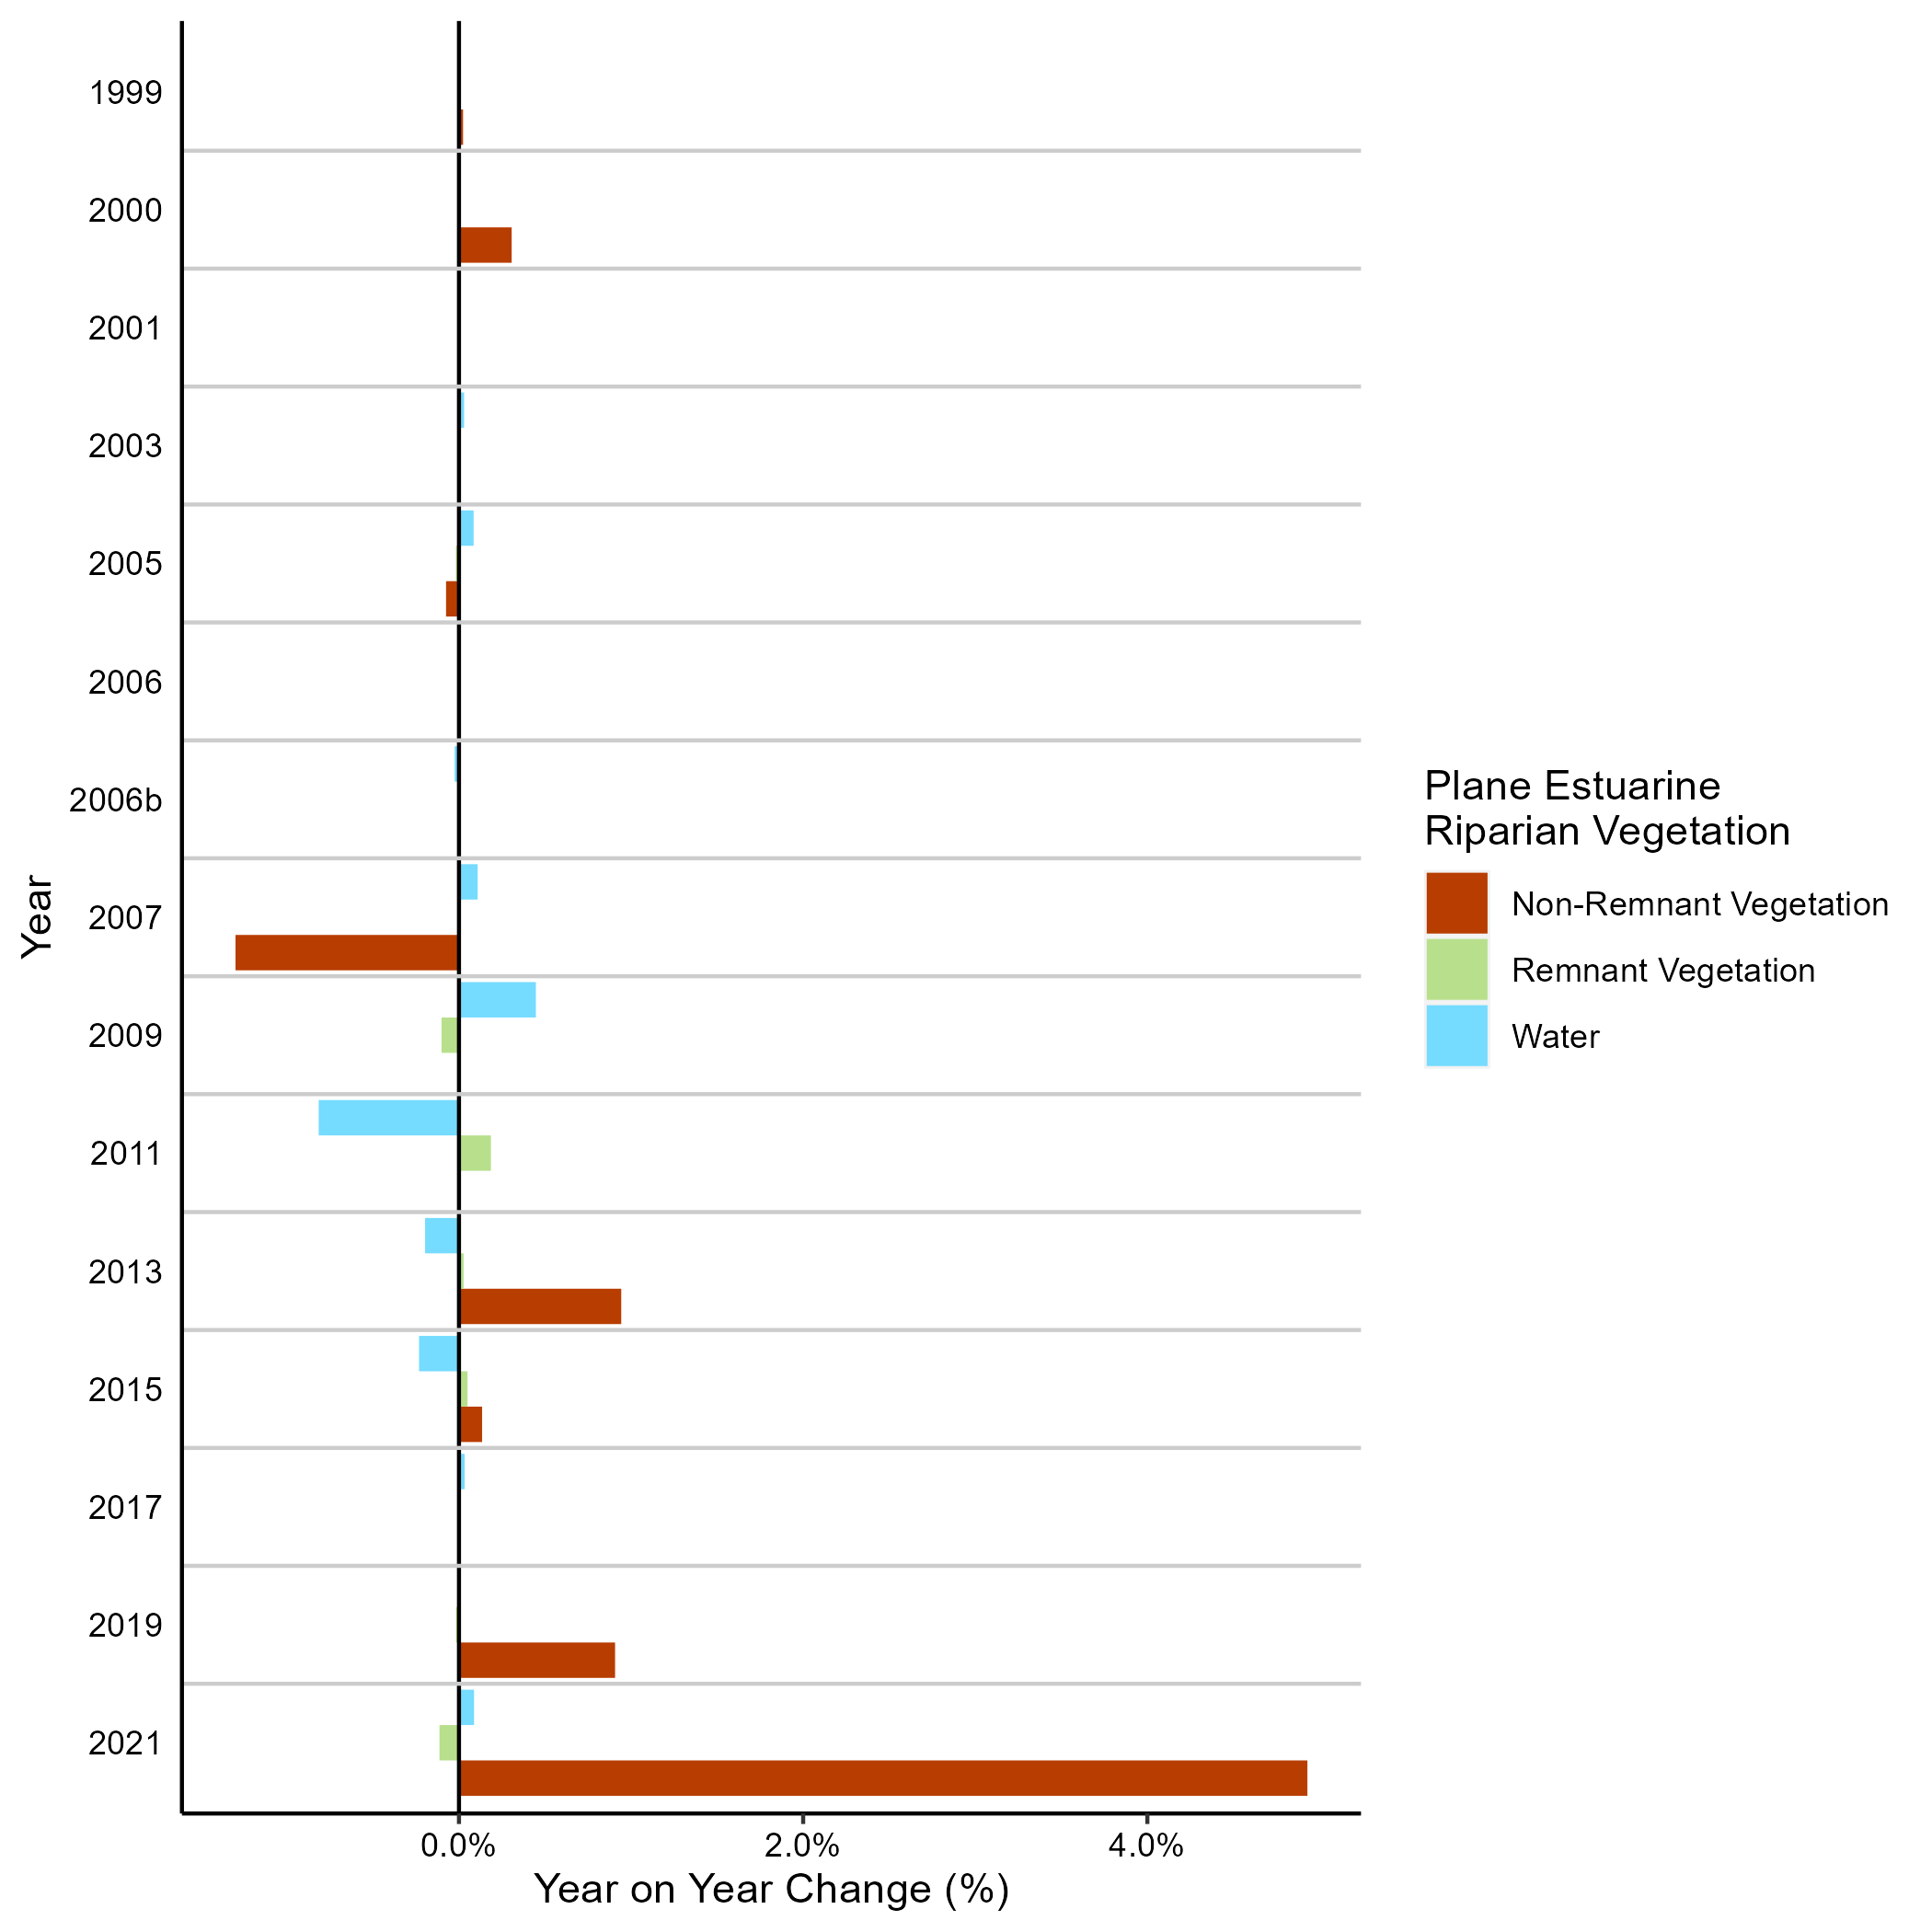 1999
2000
2001
2003
2005
2006
2006b
2007
2009
2011
2013
2015
2017
2019
2021
Year
0.0%
2.0%
4.0%
Year on Year Change (%)
Plane Estuarine
Riparian Vegetation
Non-Remnant Vegetation
Remnant Vegetation
Water